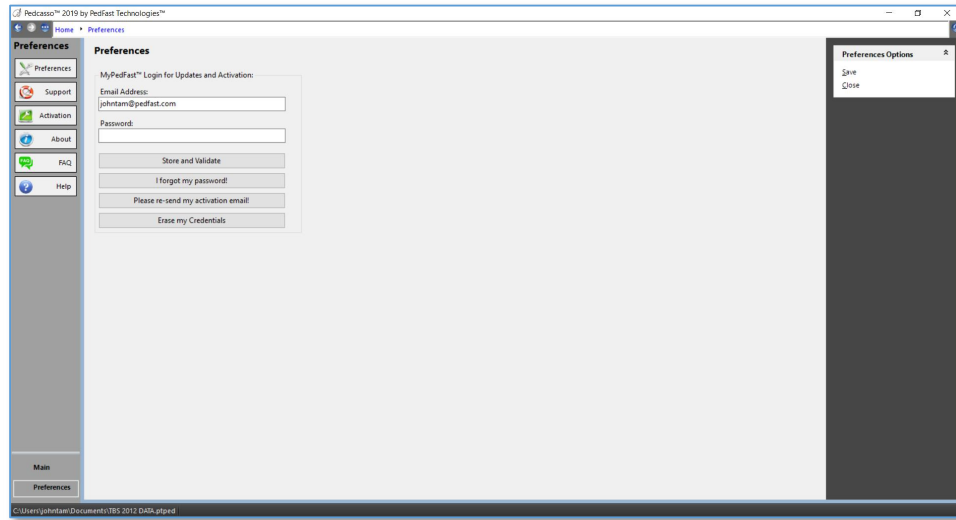 Pedcasso™ 2019 by PedFast Technologies™
Home Preferences
Preferences
Preferences
Support
Activation
About
FAQ
FAQ
Help
Main
Preferences
Preferences
MyPedFast™ Login for Updates and Activation:
Email Address:
johntam@pedfast.com
Password:
Store and Validate
I forgot my password!
Please re-send my activation email!
Erase my Credentials
Preferences Options
Save
Close
C:\Users\johntam\Documents\TBS 2012 DATA.ptped